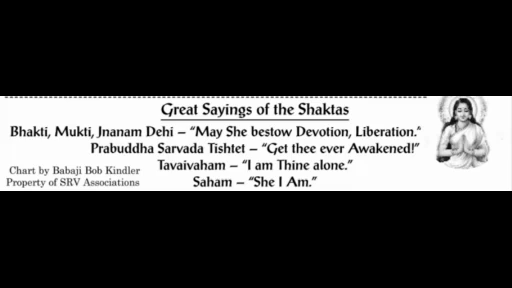 Great Sayings of the Shaktas
Bhakti, Mukti, Jnanam Dehi – “May She bestow Devotion, Liberation.”
Prabuddha Sarvada Tishtet – “Get thee ever Awakened!”
Tavaivaham – “I am Thine alone.”
Saham – “She I Am.”
Chart by Babaji Bob Kindler
Property of SRV Associations